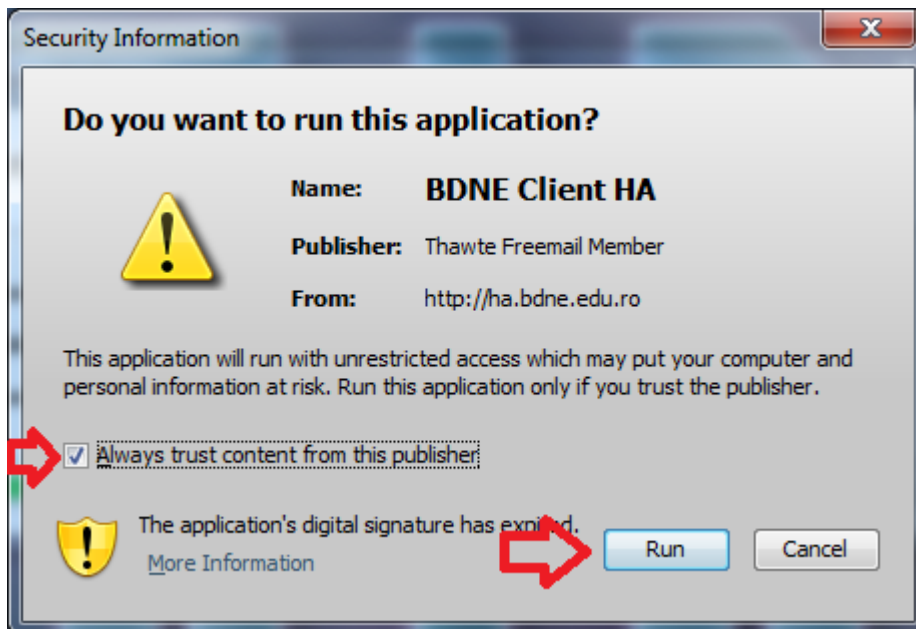 Security Information
Do you want to run this application?
Name: BDNE Client HA
Publisher: Thawte Freemail Member
From: http://ha.bdne.edu.ro
This application will run with unrestricted access which may put your computer and
personal information at risk. Run this application only if you trust the publisher.
Always trust content from this publisher
The application's digital signature has expired.
More Information
Run
Cancel